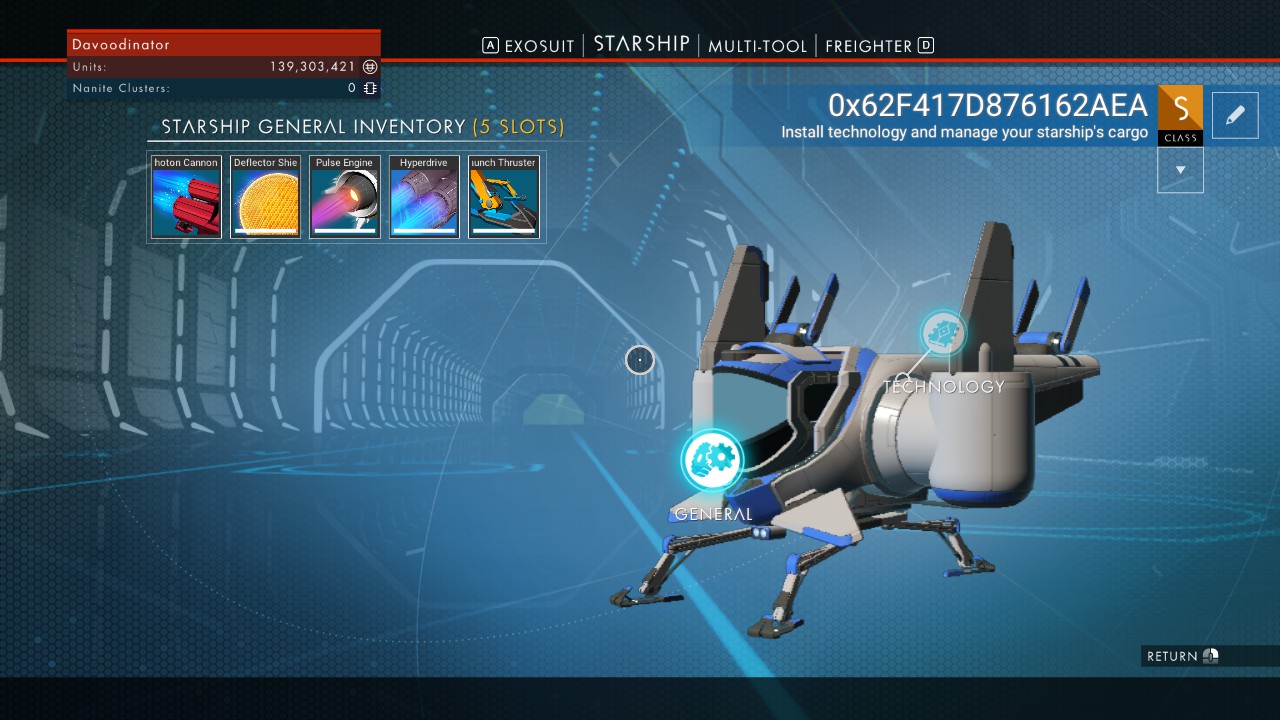 Davoodinator
Units: 139,303,421
Nanite Clusters: 0
A EXOSUIT STARSHIP MULTI-TOOL FREIGHTER D
0x62F417D876162AEA
Install technology and manage your starship's cargo
S
CLASS
STARSHIP GENERAL INVENTORY (5 SLOTS)
hoton Cannon Deflector Shie Pulse Engine Hyperdrive unch Thruster
TECHNOLOGY
GENERAL
RETURN